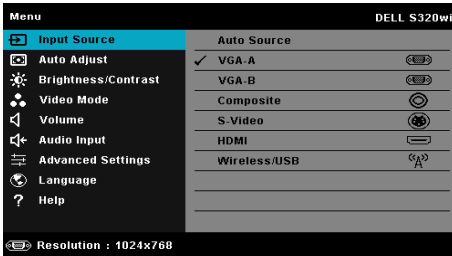 Menu
DELL S320wi
Input Source
Auto Adjust
Brightness/Contrast
Video Mode
Volume
Audio Input
Advanced Settings
Language
Help
Auto Source
VGA-A
VGA-B
Composite
S-Video
HDMI
Wireless/USB
Resolution : 1024x768